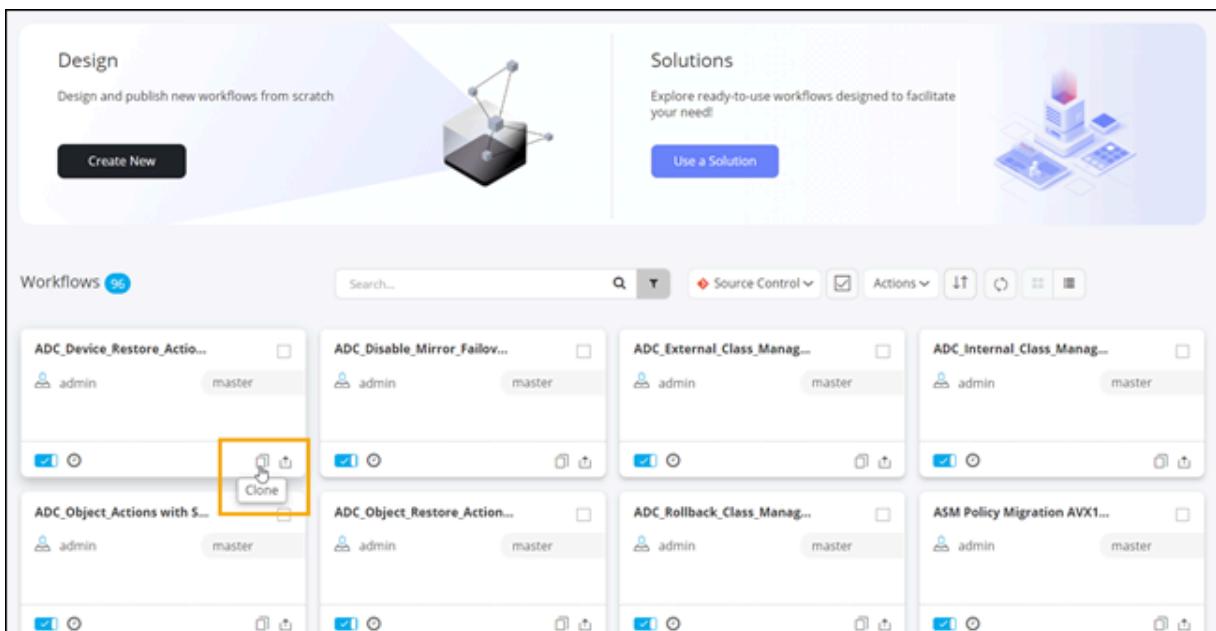 Design
Design and publish new workflows from scratch
Create New
Solutions
Explore ready-to-use workflows designed to facilitate
your need!
Use a Solution
Workflows 96
Search...
Source Control
Actions
ADC_Device_Restore_Actio...
admin
master
ADC_Disable_Mirror_Failov...
admin
master
ADC_External_Class_Manag...
admin
master
ADC_Internal_Class_Manag...
admin
master
Clone
ADC_Object_Actions with S...
admin
master
ADC_Object_Restore_Action...
admin
master
ADC_Rollback_Class_Manag...
admin
master
ASM Policy Migration AVX1...
admin
master